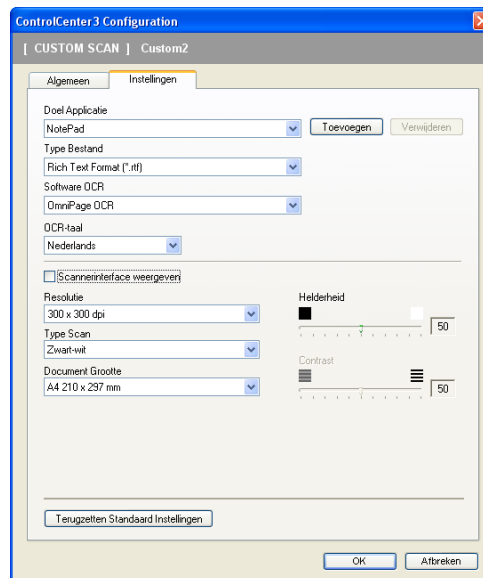 ControlCenter3 Configuration
[ CUSTOM SCAN ] Custom2
Algemeen Instellingen
Doel Applicatie
NotePad Toevoegen Verwijderen
Type Bestand
Rich Text Format (*.rtf)
Software OCR
OmniPage OCR
OCR-taal
Nederlands
Scannerinterface weergeven
Resolutie Helderheid
300 x 300 dpi 50
Type Scan
Zwart-wit
Contrast
Document Grootte
A4 210 x 297 mm 50
Terugzetten Standaard Instellingen
OK Afbreken